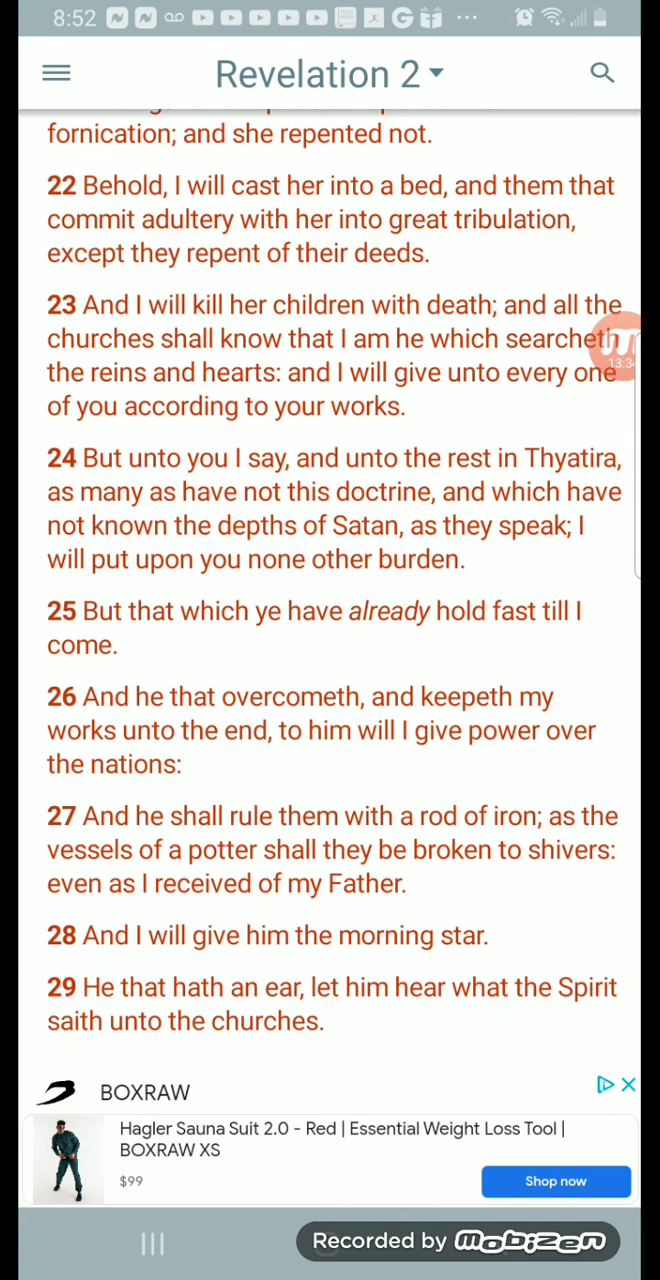 8:52
Revelation 2
fornication; and she repented not.
22 Behold, I will cast her into a bed, and them that
commit adultery with her into great tribulation,
except they repent of their deeds.
23 And I will kill her children with death; and all the
churches shall know that I am he which searcheth
the reins and hearts: and I will give unto every one
of you according to your works.
24 But unto you I say, and unto the rest in Thyatira,
as many as have not this doctrine, and which have
not known the depths of Satan, as they speak; I
will put upon you none other burden.
25 But that which ye have already hold fast till I
come.
26 And he that overcometh, and keepeth my
works unto the end, to him will I give power over
the nations:
27 And he shall rule them with a rod of iron; as the
vessels of a potter shall they be broken to shivers:
even as I received of my Father.
28 And I will give him the morning star.
29 He that hath an ear, let him hear what the Spirit
saith unto the churches.
BOXRAW
Hagler Sauna Suit 2.0 - Red | Essential Weight Loss Tool |
BOXRAW XS
$99
Shop now
Recorded by mobizen